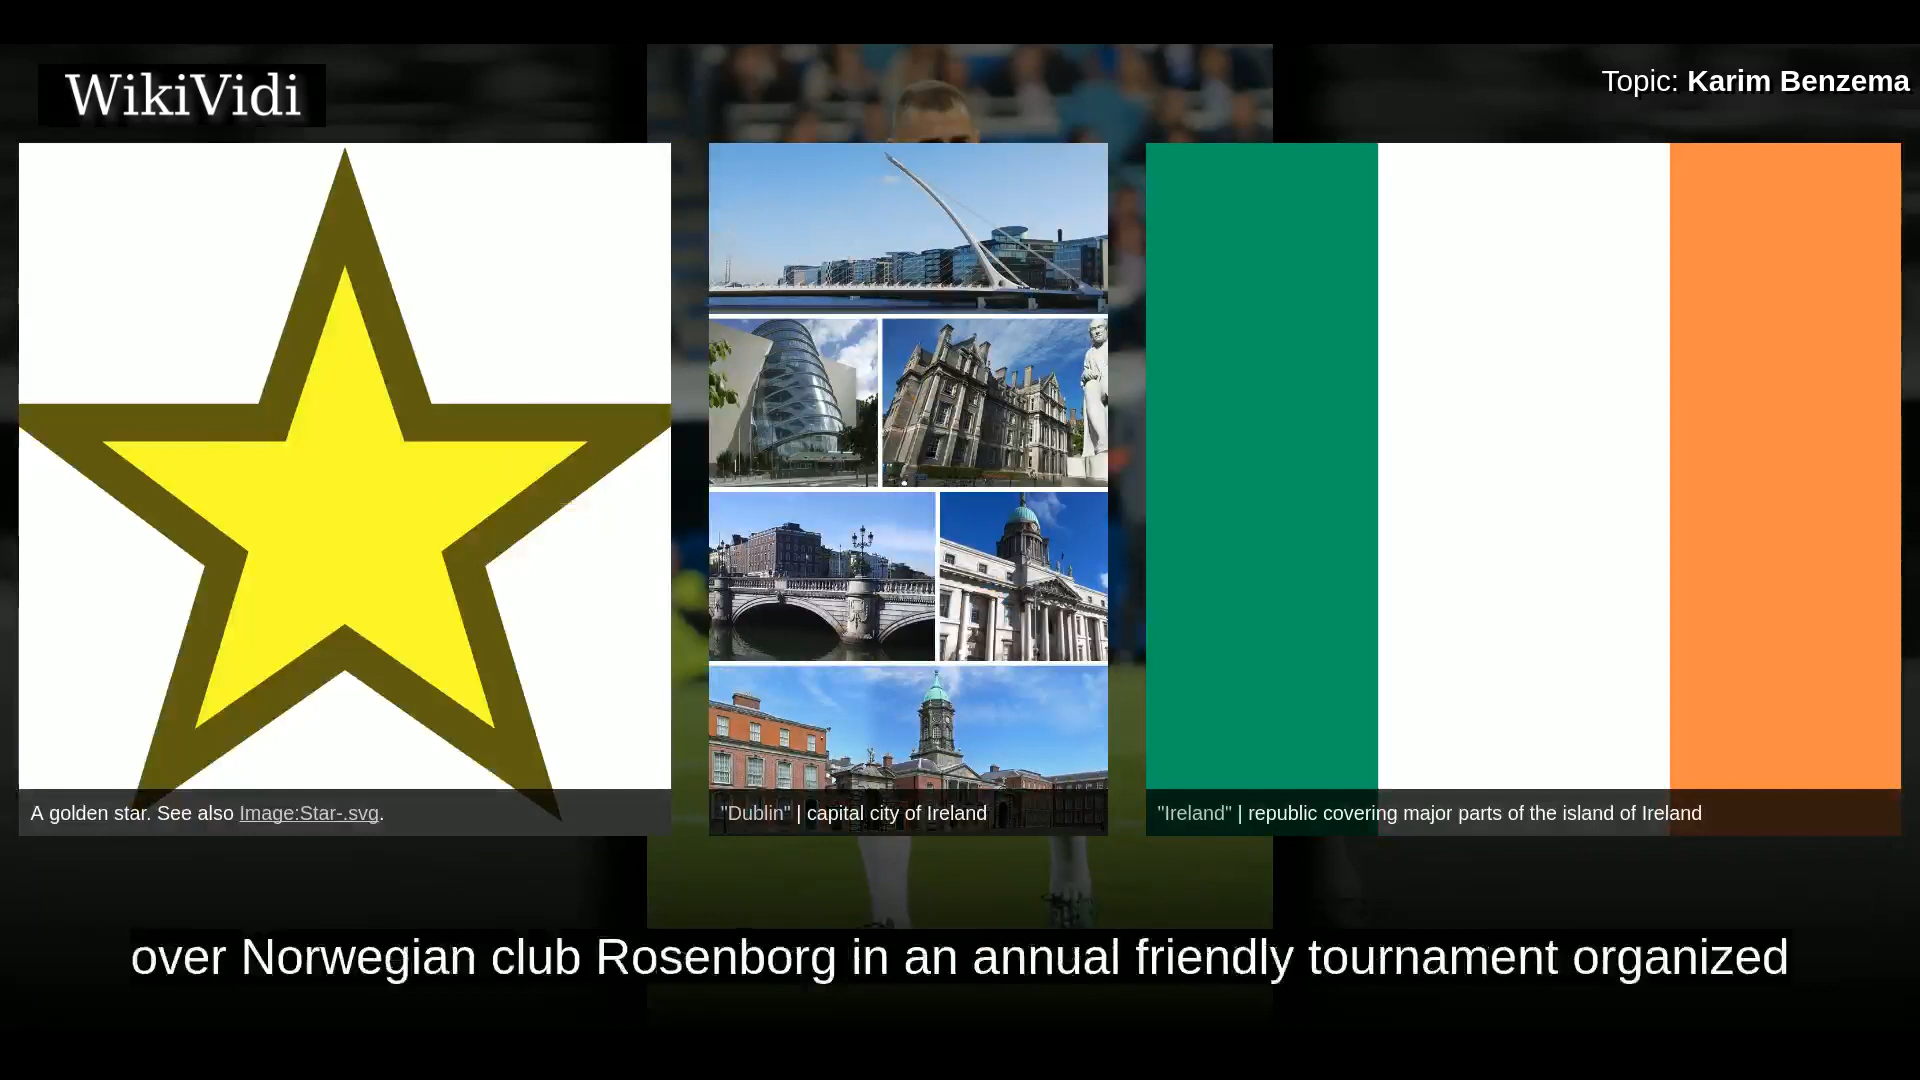 WikiVidi
Topic: Karim Benzema
A golden star. See also Image:Star-.svg.
"Dublin" | capital city of Ireland
"Ireland" | republic covering major parts of the island of Ireland
over Norwegian club Rosenborg in an annual friendly tournament organized